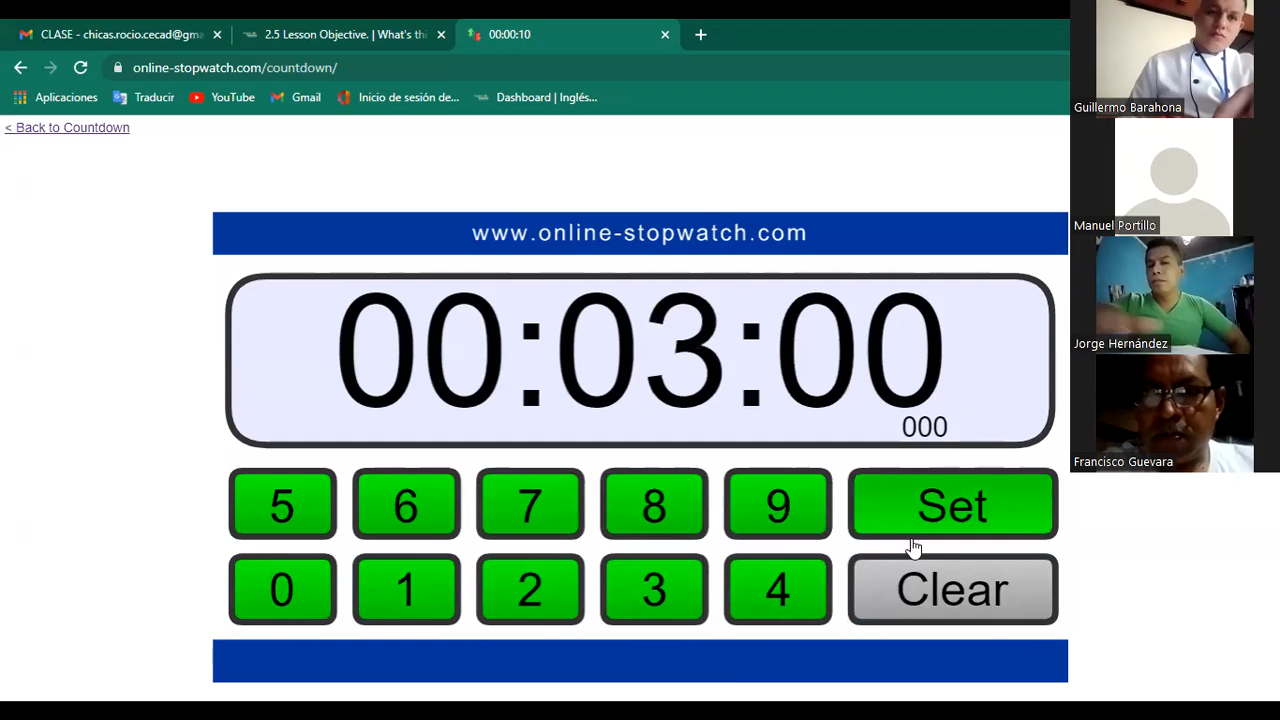 CLASE - chicas.rocio.cecad@gma
2.5 Lesson Objective. | What's thi
00:00:10
online-stopwatch.com/countdown/
Aplicaciones
Traducir
YouTube
Gmail
Inicio de sesión de...
Dashboard | Inglés...
< Back to Countdown
www.online-stopwatch.com
00:03:00
000
5 6 7 8 9 Set
0 1 2 3 4 Clear
Guillermo Barahona
Manuel Portillo
Jorge Hernández
Francisco Guevara